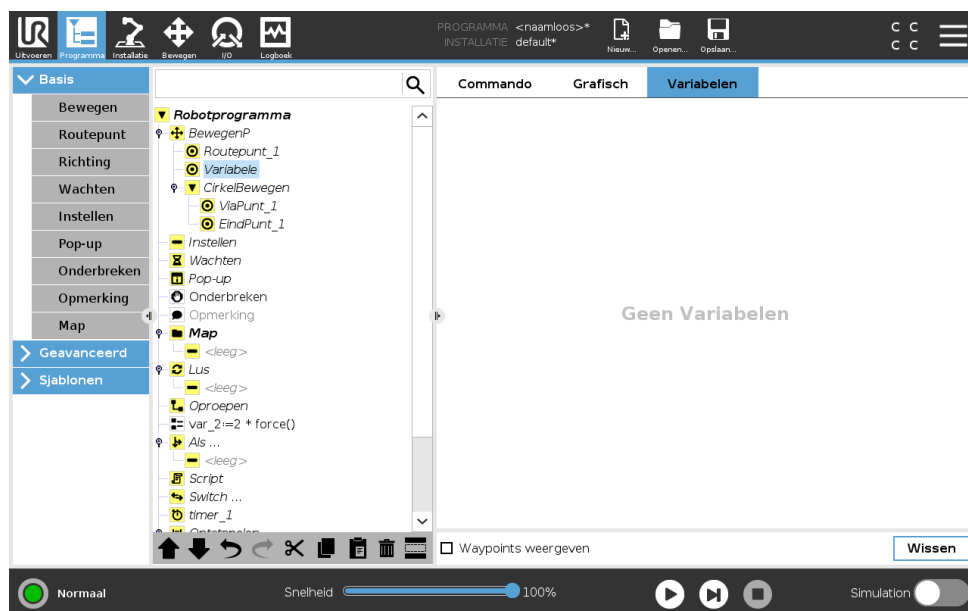 UR
PROGRAMMA <naamloos>*
INSTALLATIE default*
Uitvoeren Programma Installatie Bewegen I/O Logboek
Nieuw... Openen... Opslaan...
C C
C C
Basis
Bewegen
Routepunt
Richting
Wachten
Instellen
Pop-up
Onderbreken
Opmerking
Map
Geavanceerd
Sjablonen
Robotprogramma
BewegenP
Routepunt_1
Variabele
CirkelBewegen
ViaPunt_1
EindPunt_1
Instellen
Wachten
Pop-up
Onderbreken
Opmerking
Map
<leeg>
Lus
<leeg>
Oproepen
var_2:=2 * force()
Als ...
<leeg>
Script
Switch ...
timer_1
Commando Grafisch Variabelen
Geen Variabelen
Waypoints weergeven
Wissen
Normaal
Snelheid 100%
Simulation